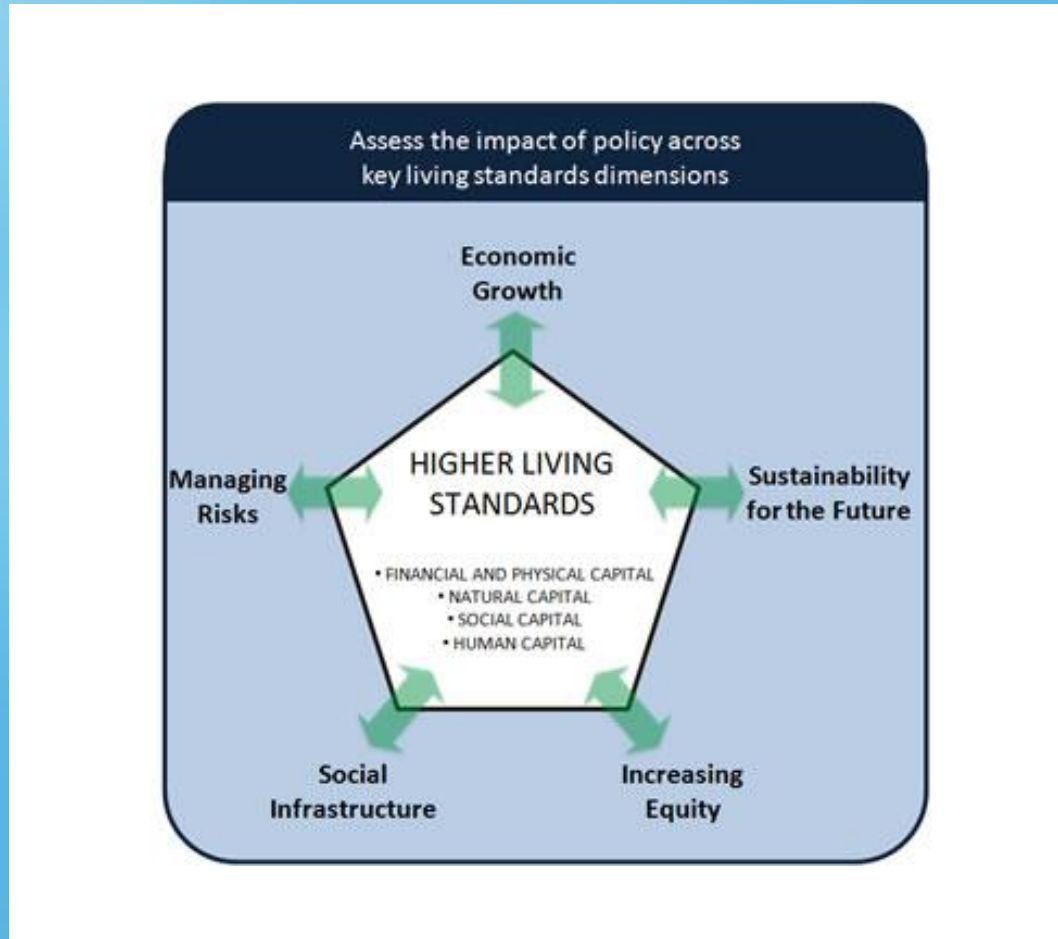 Assess the impact of policy across
key living standards dimensions
Economic
Growth
Managing
Risks
HIGHER LIVING
STANDARDS
Sustainability
for the Future
• FINANCIAL AND PHYSICAL CAPITAL
• NATURAL CAPITAL
• SOCIAL CAPITAL
• HUMAN CAPITAL
Social
Infrastructure
Increasing
Equity